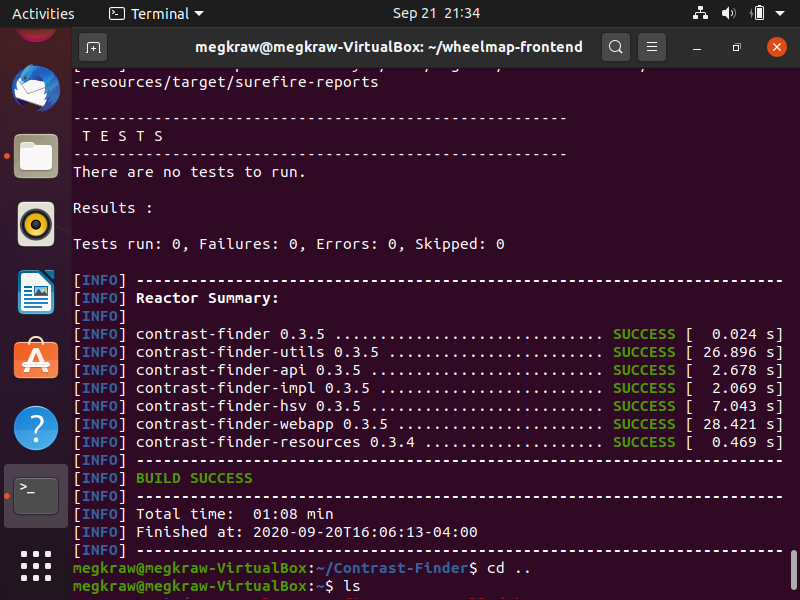 Activities
Terminal
Sep 21 21:34
megkraw@megkraw-VirtualBox: ~/wheelmap-frontend
-resources/target/surefire-reports
-------------------------------------------------------
T E S T S
-------------------------------------------------------
There are no tests to run.
Results :
Tests run: 0, Failures: 0, Errors: 0, Skipped: 0
[INFO] ------------------------------------------------------------------------
[INFO] Reactor Summary:
[INFO]
[INFO] contrast-finder 0.3.5 .............................. SUCCESS [  0.024 s]
[INFO] contrast-finder-utils 0.3.5 ........................ SUCCESS [ 26.896 s]
[INFO] contrast-finder-api 0.3.5 .......................... SUCCESS [  2.678 s]
[INFO] contrast-finder-impl 0.3.5 ......................... SUCCESS [  2.069 s]
[INFO] contrast-finder-hsv 0.3.5 .......................... SUCCESS [  7.043 s]
[INFO] contrast-finder-webapp 0.3.5 ....................... SUCCESS [ 28.421 s]
[INFO] contrast-finder-resources 0.3.4 .................... SUCCESS [  0.469 s]
[INFO] ------------------------------------------------------------------------
[INFO] BUILD SUCCESS
[INFO] ------------------------------------------------------------------------
[INFO] Total time:  01:08 min
[INFO] Finished at: 2020-09-20T16:06:13-04:00
[INFO] ------------------------------------------------------------------------
megkraw@megkraw-VirtualBox:~/Contrast-Finder$ cd ..
megkraw@megkraw-VirtualBox:~$ ls